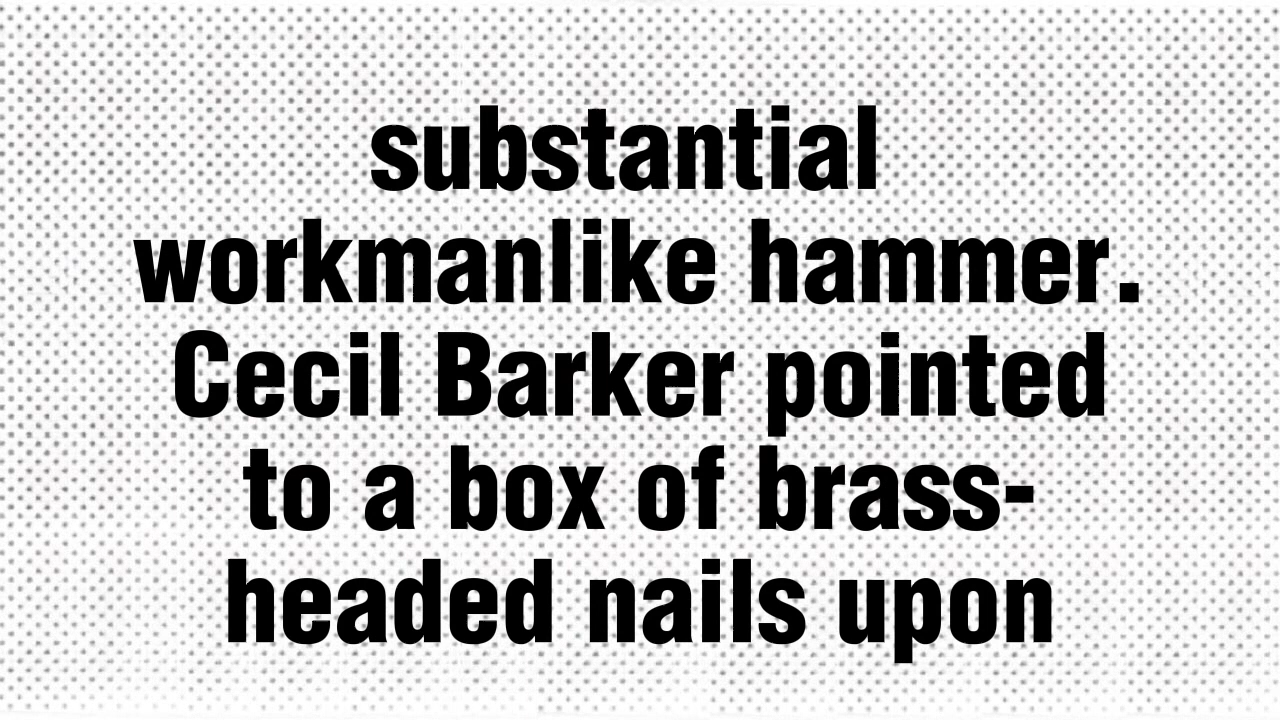 substantial
workmanlike hammer.
Cecil Barker pointed
to a box of brass-
headed nails upon